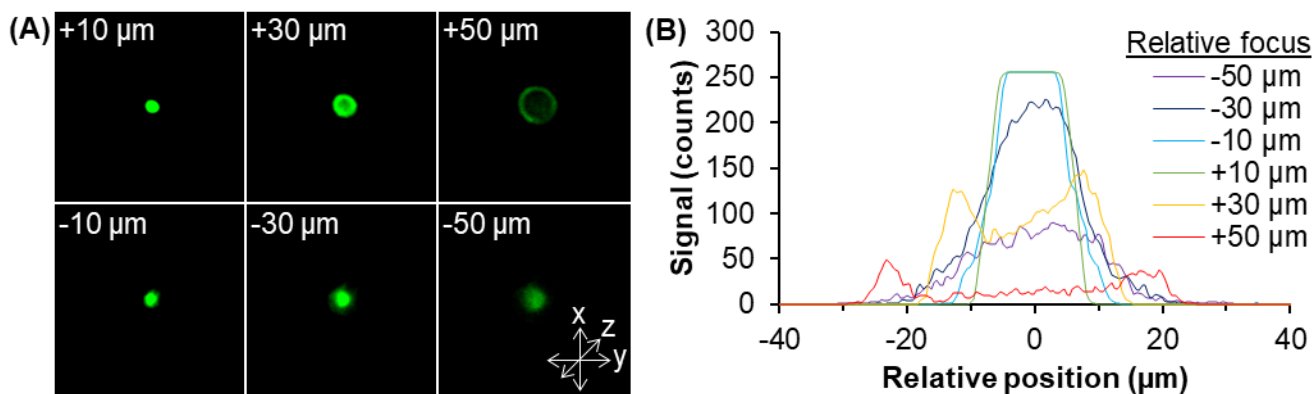 (A)
+10 µm +30 µm +50 µm
-10 µm -30 µm -50 µm
x
z
y
(B)
300
250
200
150
100
50
0
Signal (counts)
-40 -20 0 20 40
Relative position (µm)
Relative focus
-50 µm
-30 µm
-10 µm
+10 µm
+30 µm
+50 µm